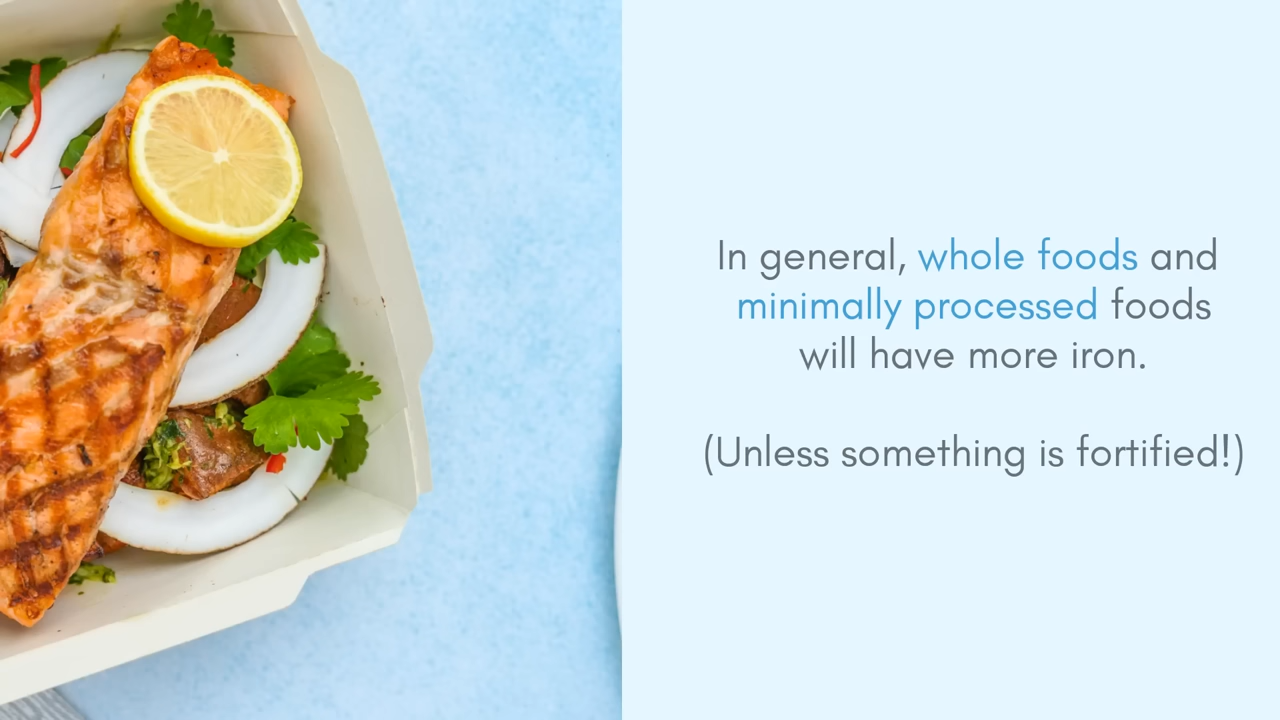 In general, whole foods and
minimally processed foods
will have more iron.
(Unless something is fortified!)